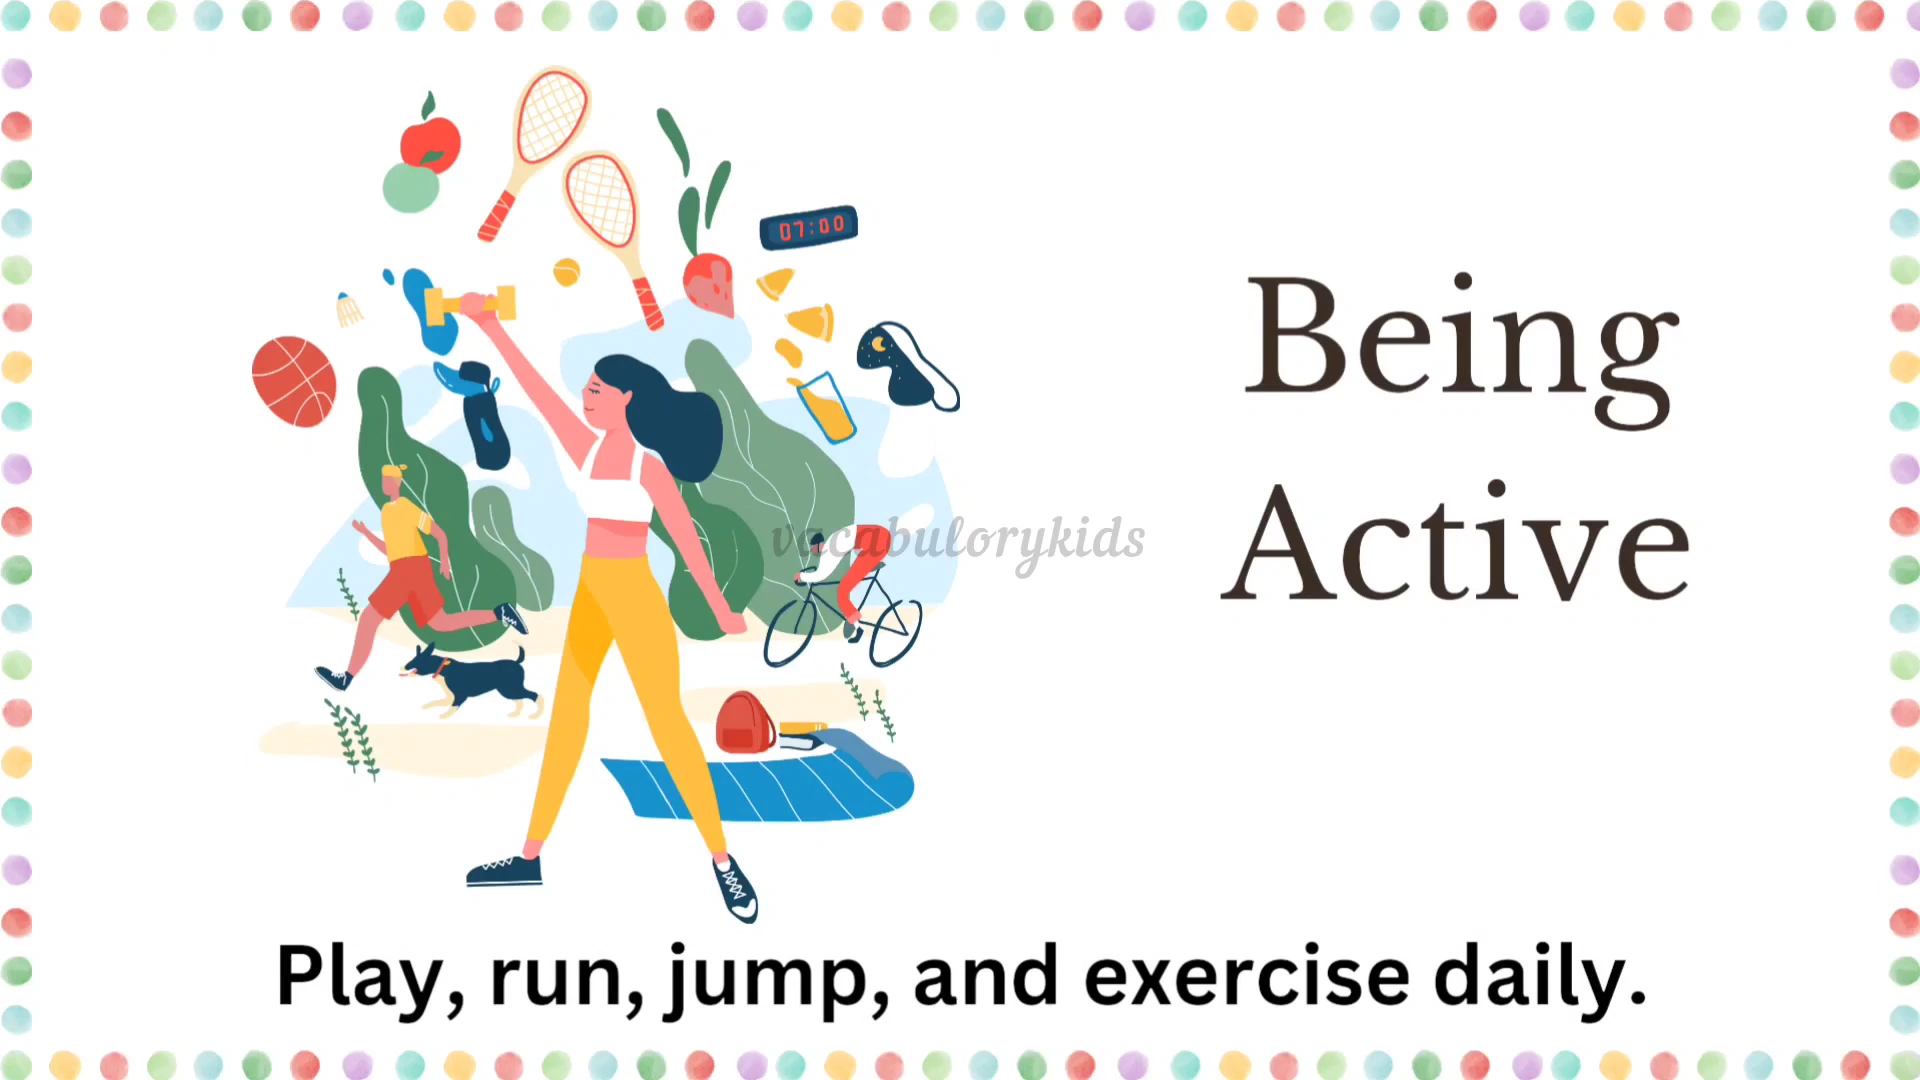 07:00
Being
Active
vacabulorykids
Play, run, jump, and exercise daily.